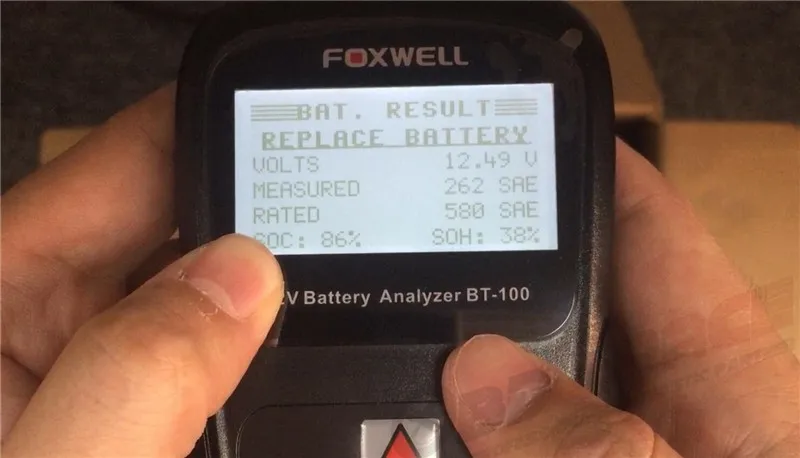 FOXWELL
BAT. RESULT
REPLACE BATTERY
VOLTS 12.49 V
MEASURED 262 SAE
RATED 580 SAE
SOC: 86% SOH: 38%
V Battery Analyzer BT-100